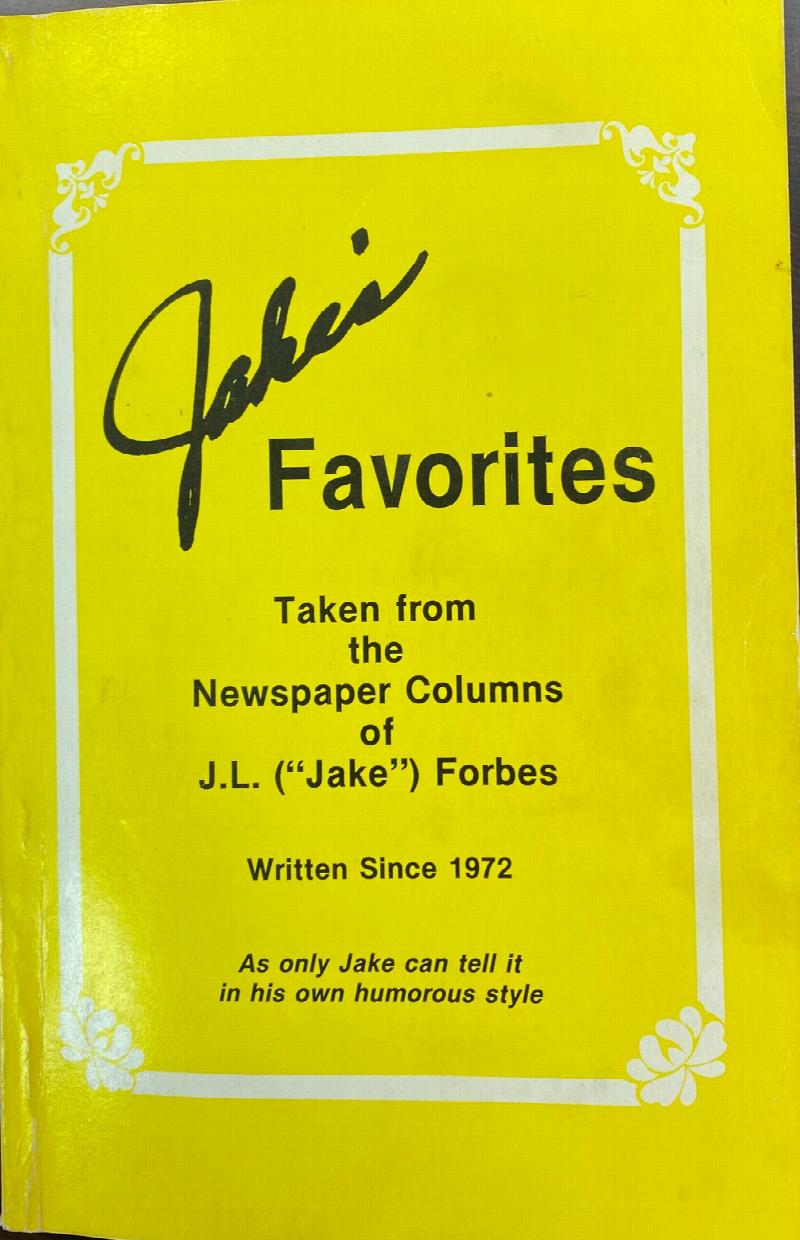 Jake's
Favorites
Taken from
the
Newspaper Columns
of
J.L. (“Jake”) Forbes
Written Since 1972
As only Jake can tell it
in his own humorous style